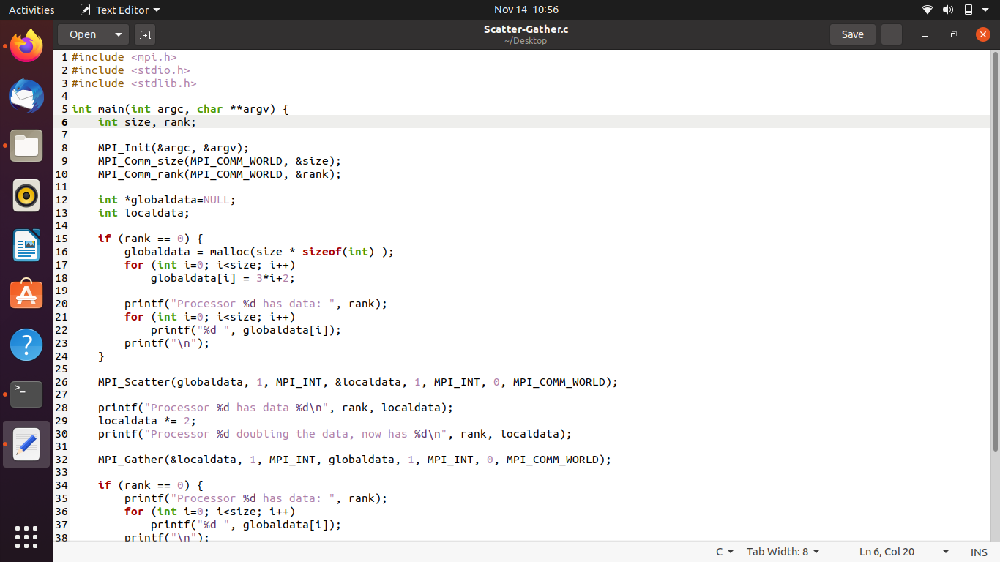 Activities Text Editor Nov 14 10:56
Open Scatter-Gather.c Save
~/Desktop
1 #include <mpi.h>
2 #include <stdio.h>
3 #include <stdlib.h>
4
5 int main(int argc, char **argv) {
6     int size, rank;
7
8     MPI_Init(&argc, &argv);
9     MPI_Comm_size(MPI_COMM_WORLD, &size);
10     MPI_Comm_rank(MPI_COMM_WORLD, &rank);
11
12     int *globaldata=NULL;
13     int localdata;
14
15     if (rank == 0) {
16         globaldata = malloc(size * sizeof(int) );
17         for (int i=0; i<size; i++)
18             globaldata[i] = 3*i+2;
19
20         printf("Processor %d has data: ", rank);
21         for (int i=0; i<size; i++)
22             printf("%d ", globaldata[i]);
23         printf("\n");
24     }
25
26     MPI_Scatter(globaldata, 1, MPI_INT, &localdata, 1, MPI_INT, 0, MPI_COMM_WORLD);
27
28     printf("Processor %d has data %d\n", rank, localdata);
29     localdata *= 2;
30     printf("Processor %d doubling the data, now has %d\n", rank, localdata);
31
32     MPI_Gather(&localdata, 1, MPI_INT, globaldata, 1, MPI_INT, 0, MPI_COMM_WORLD);
33
34     if (rank == 0) {
35         printf("Processor %d has data: ", rank);
36         for (int i=0; i<size; i++)
37             printf("%d ", globaldata[i]);
38         printf("\n");
C Tab Width: 8 Ln 6, Col 20 INS